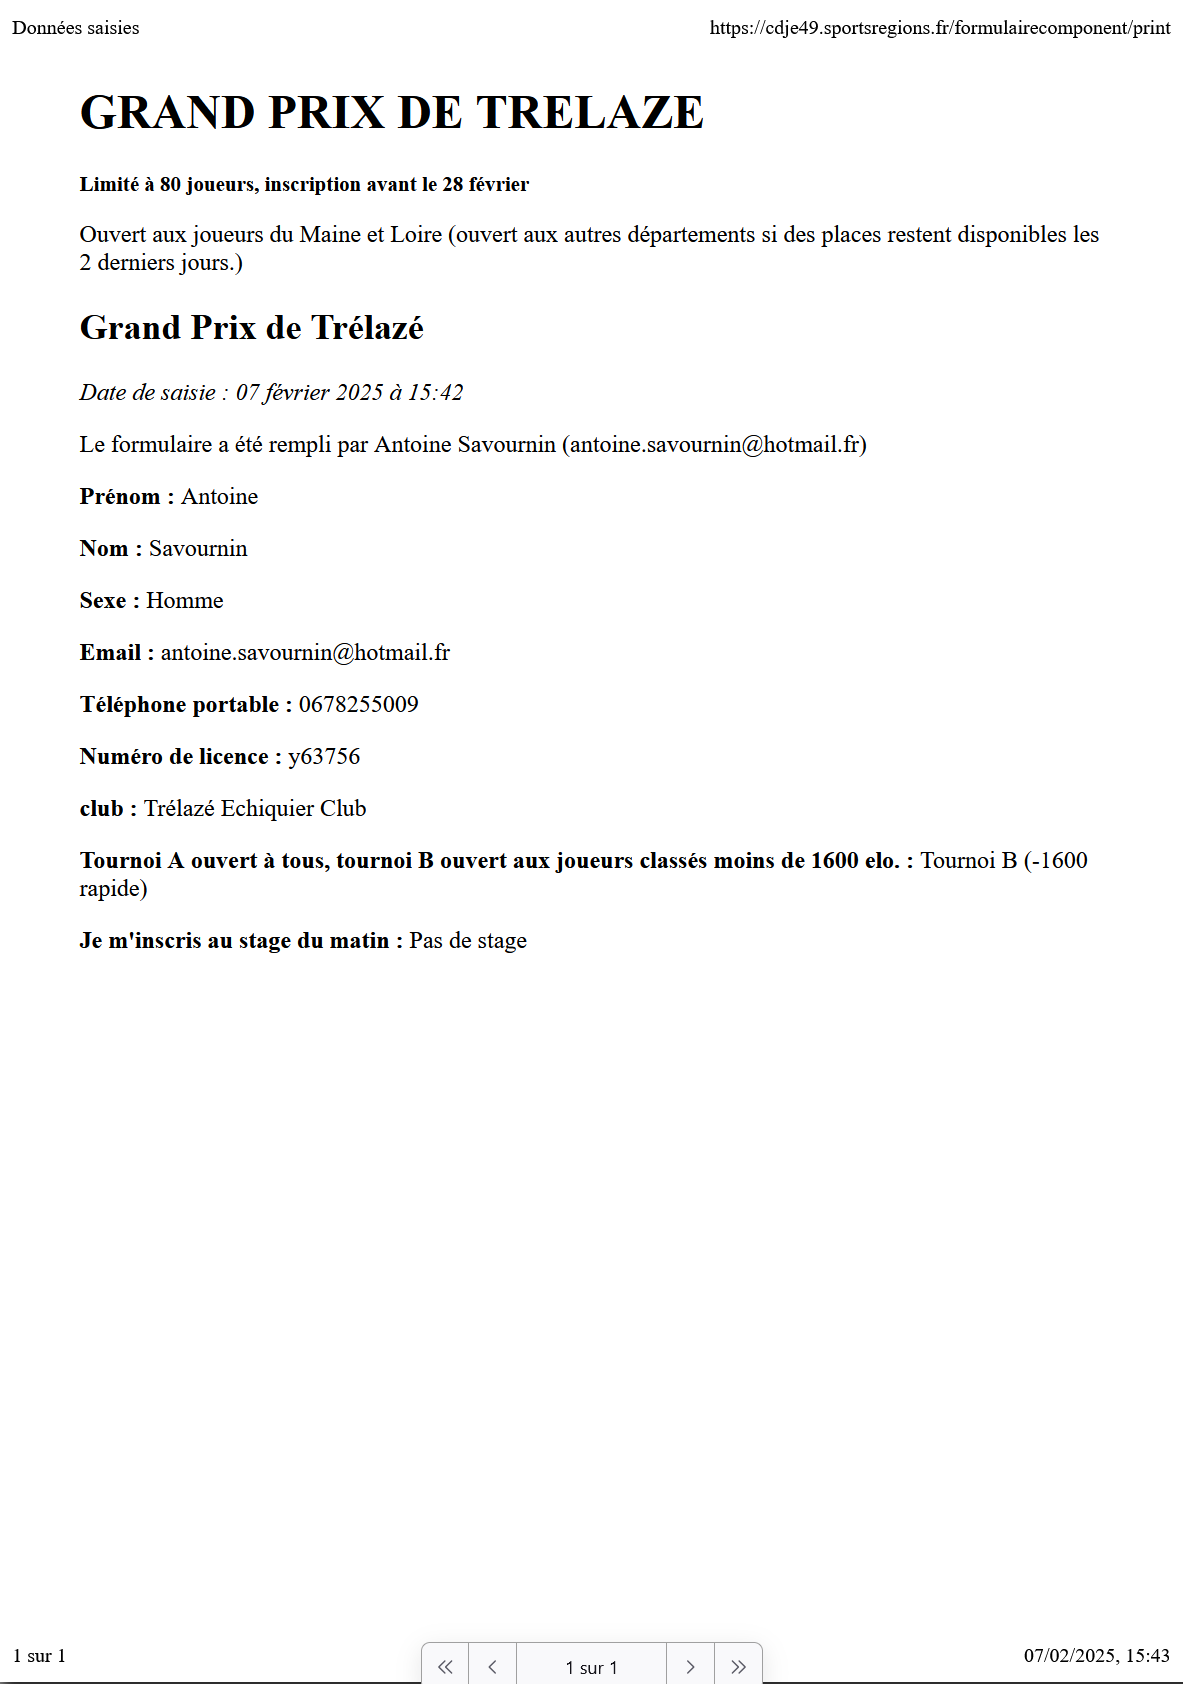 Données saisies
https://cdje49.sportsregions.fr/formulairecomponent/print
GRAND PRIX DE TRELAZE
Limité à 80 joueurs, inscription avant le 28 février
Ouvert aux joueurs du Maine et Loire (ouvert aux autres départements si des places restent disponibles les
2 derniers jours.)
Grand Prix de Trélazé
Date de saisie : 07 février 2025 à 15:42
Le formulaire a été rempli par Antoine Savournin (antoine.savournin@hotmail.fr)
Prénom : Antoine
Nom : Savournin
Sexe : Homme
Email : antoine.savournin@hotmail.fr
Téléphone portable : 0678255009
Numéro de licence : y63756
club : Trélazé Echiquier Club
Tournoi A ouvert à tous, tournoi B ouvert aux joueurs classés moins de 1600 elo. : Tournoi B (-1600
rapide)
Je m'inscris au stage du matin : Pas de stage
1 sur 1
1 sur 1
07/02/2025, 15:43